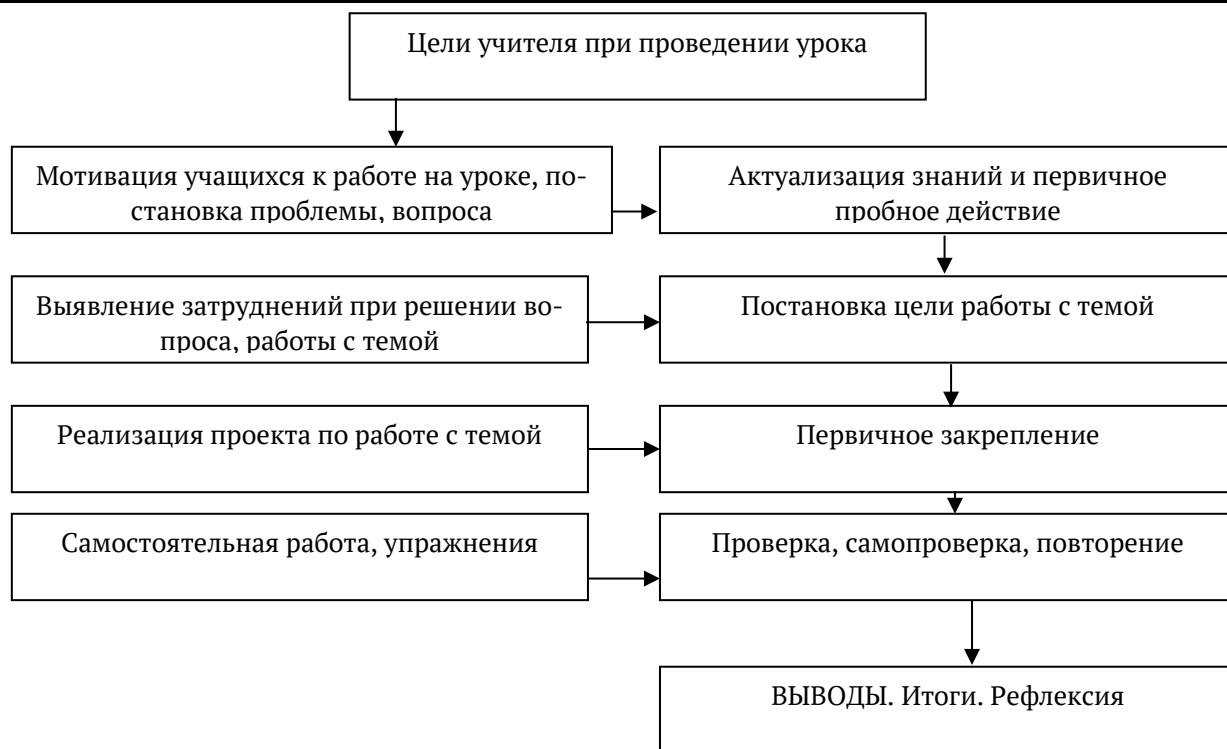 Цели учителя при проведении урока
Мотивация учащихся к работе на уроке, по-
становка проблемы, вопроса
Актуализация знаний и первичное
пробное действие
Выявление затруднений при решении во-
проса, работы с темой
Постановка цели работы с темой
Реализация проекта по работе с темой
Первичное закрепление
Самостоятельная работа, упражнения
Проверка, самопроверка, повторение
ВЫВОДЫ. Итоги. Рефлексия